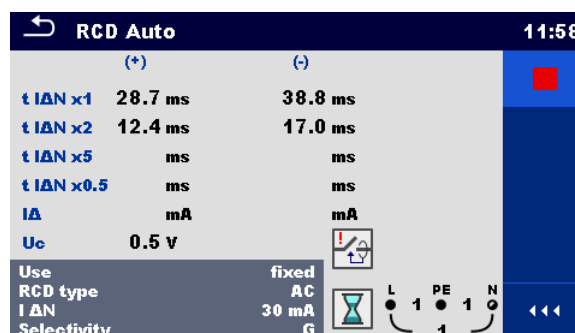 RCD Auto 11:58
(+) (-)
t IΔN x1 28.7 ms 38.8 ms
t IΔN x2 12.4 ms 17.0 ms
t IΔN x5 ms ms
t IΔN x0.5 ms ms
IΔ mA mA
Uc 0.5 V
Use fixed
RCD type AC
I ΔN 30 mA
Selectivity G
L PE N
1 1
1